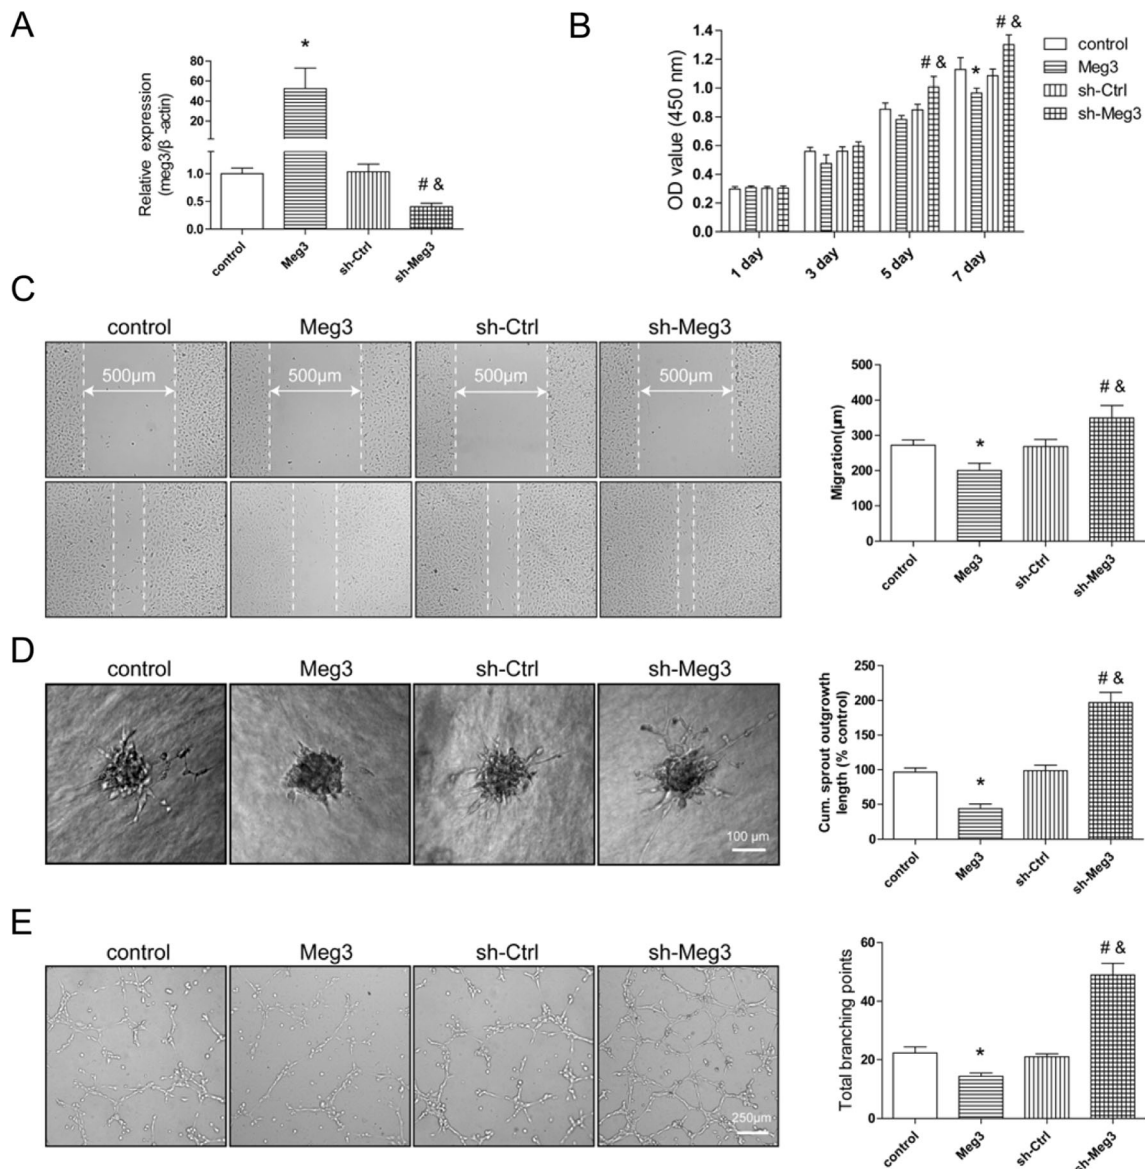 A
Relative expression
(meg3/β -actin)
80
60
40
20
1.0
0.5
0.0
*
# &
control
Meg3
sh-Ctrl
sh-Meg3
B
OD value (450 nm)
1.4
1.2
1.0
0.8
0.6
0.4
0.2
0.0
# &
*
# &
1 day
3 day
5 day
7 day
control
Meg3
sh-Ctrl
sh-Meg3
C
control
Meg3
sh-Ctrl
sh-Meg3
500μm
500μm
500μm
500μm
Migration(μm)
500
400
300
200
100
0
*
# &
control
Meg3
sh-Ctrl
sh-Meg3
D
control
Meg3
sh-Ctrl
sh-Meg3
100 μm
Cum. sprout outgrowth
length (% control)
250
200
150
100
50
0
*
# &
control
Meg3
sh-Ctrl
sh-Meg3
E
control
Meg3
sh-Ctrl
sh-Meg3
250μm
Total branching points
60
40
20
0
*
# &
control
Meg3
sh-Ctrl
sh-Meg3